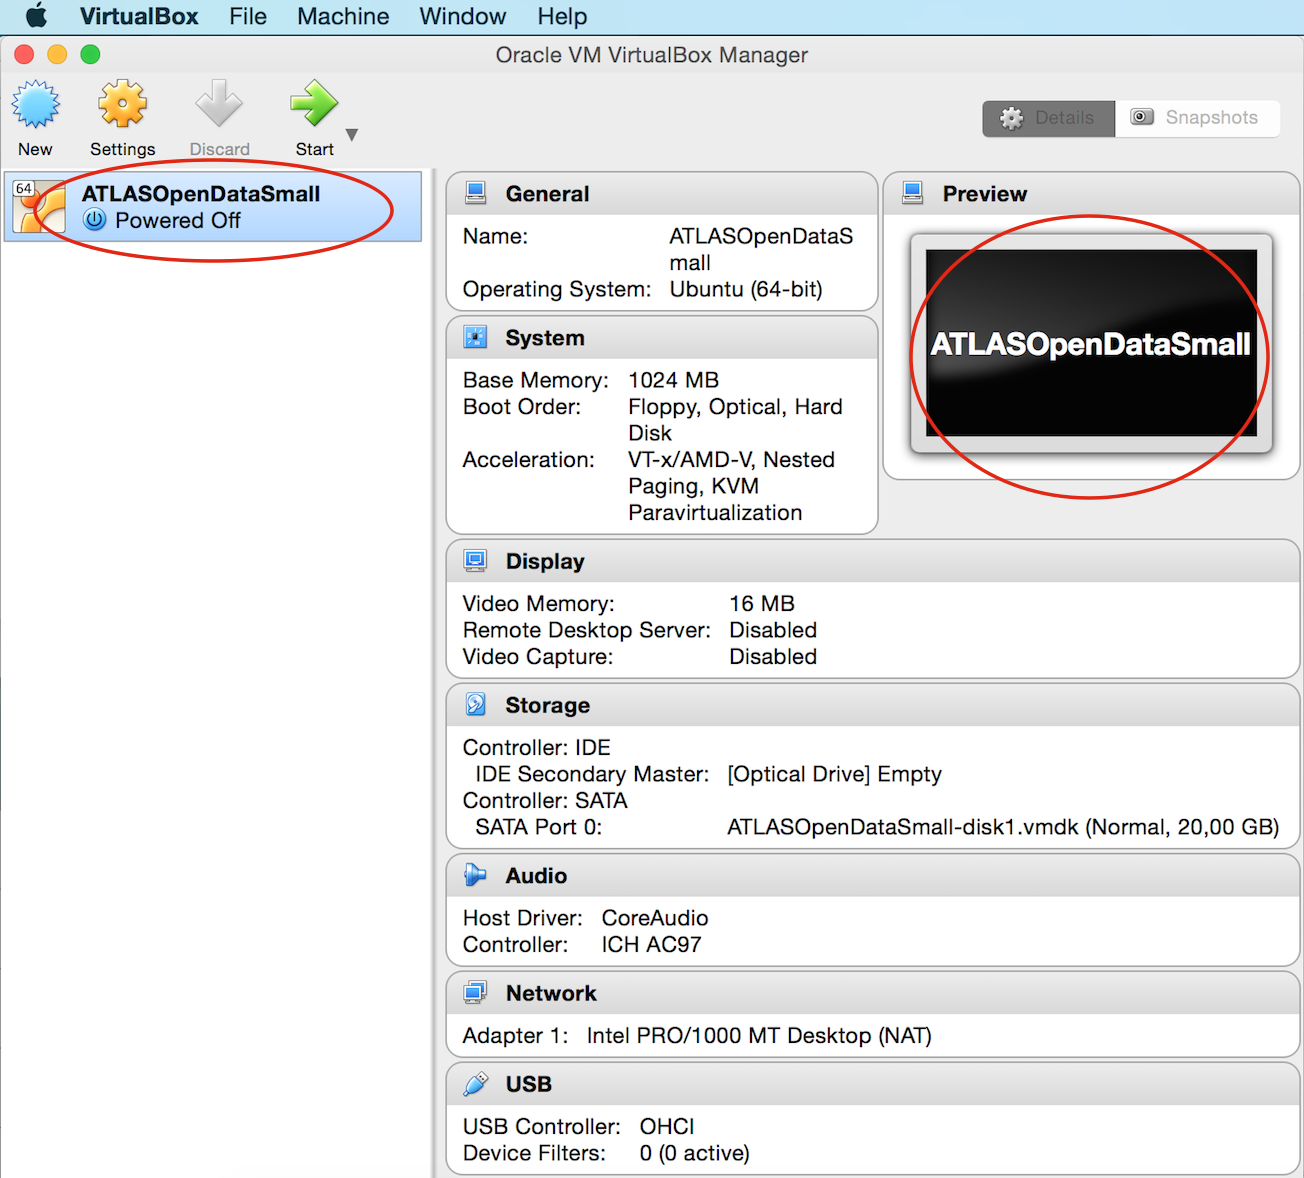 VirtualBox File Machine Window Help
Oracle VM VirtualBox Manager
New Settings Discard Start
Details Snapshots
64
ATLASOpenDataSmall
Powered Off
General
Name: ATLASOpenDataS
mall
Operating System: Ubuntu (64-bit)
Preview
ATLASOpenDataSmall
System
Base Memory: 1024 MB
Boot Order: Floppy, Optical, Hard
Disk
Acceleration: VT-x/AMD-V, Nested
Paging, KVM
Paravirtualization
Display
Video Memory: 16 MB
Remote Desktop Server: Disabled
Video Capture: Disabled
Storage
Controller: IDE
IDE Secondary Master: [Optical Drive] Empty
Controller: SATA
SATA Port 0: ATLASOpenDataSmall-disk1.vmdk (Normal, 20,00 GB)
Audio
Host Driver: CoreAudio
Controller: ICH AC97
Network
Adapter 1: Intel PRO/1000 MT Desktop (NAT)
USB
USB Controller: OHCI
Device Filters: 0 (0 active)